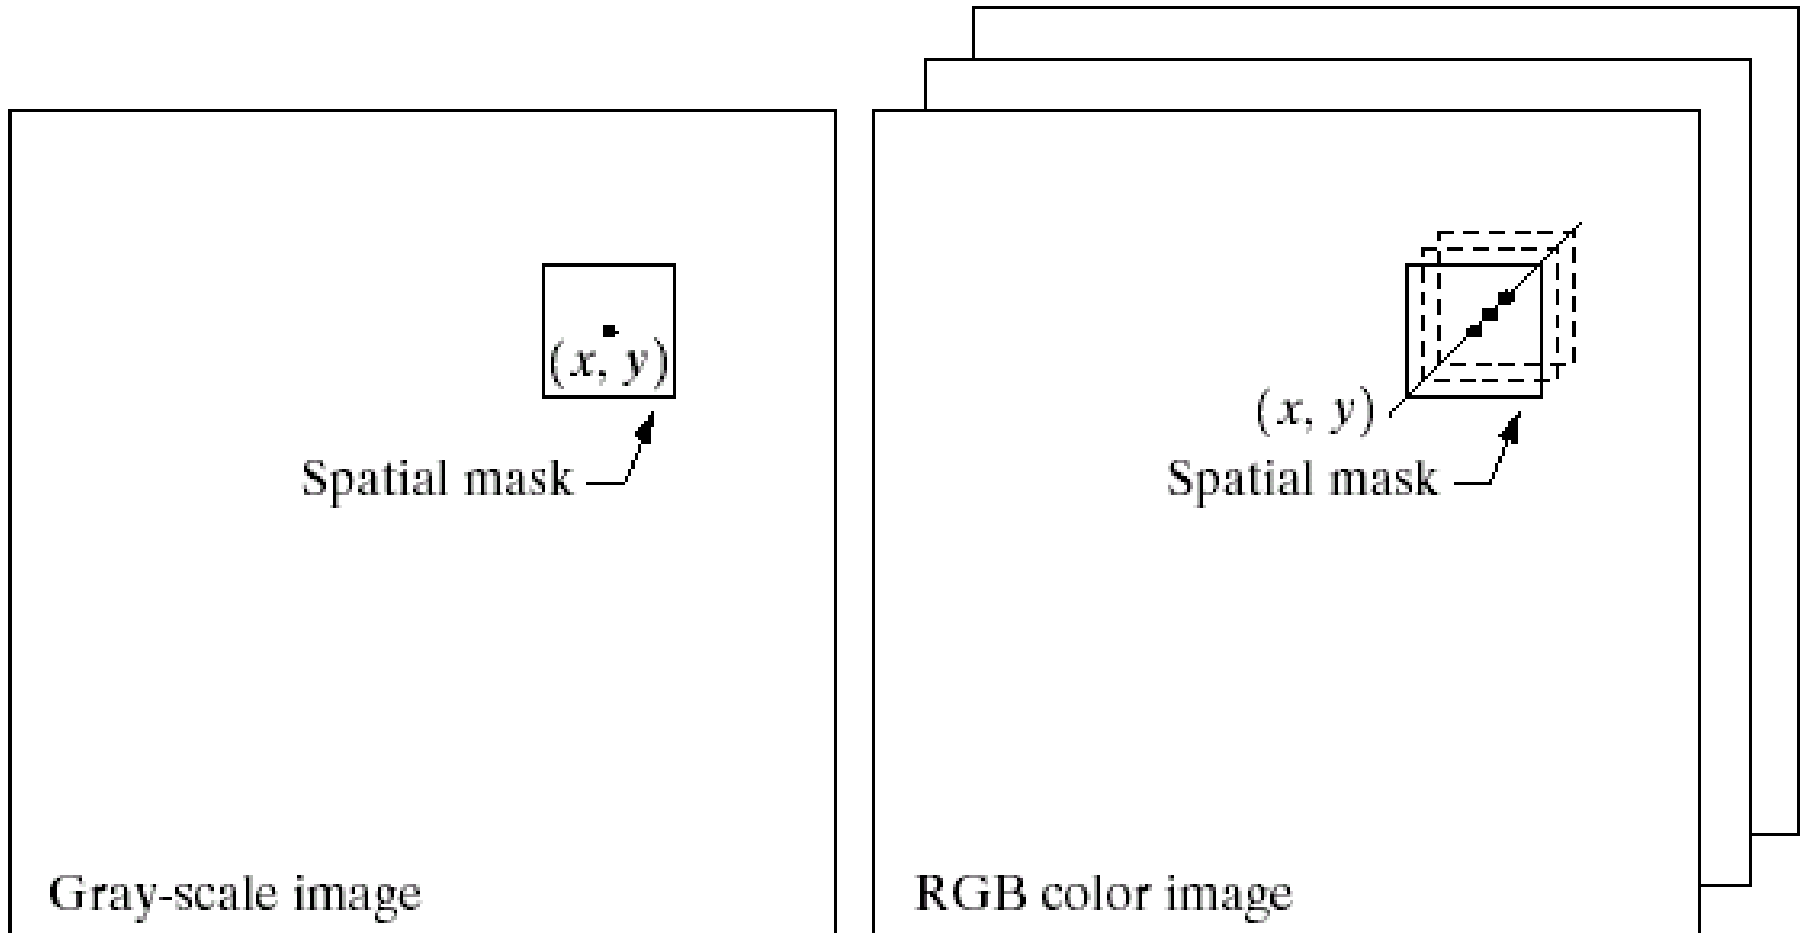 (x, y)
Spatial mask
Gray-scale image
(x, y)
Spatial mask
RGB color image